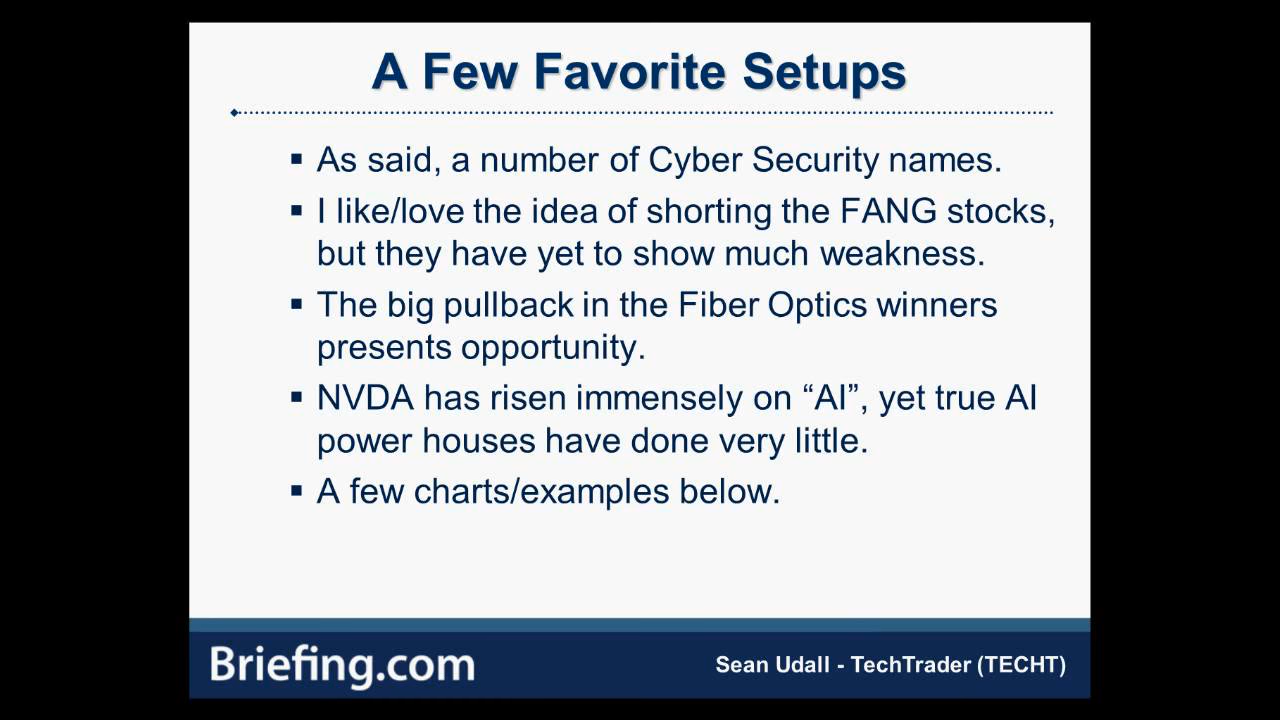 A Few Favorite Setups
▪ As said, a number of Cyber Security names.
▪ I like/love the idea of shorting the FANG stocks,
but they have yet to show much weakness.
▪ The big pullback in the Fiber Optics winners
presents opportunity.
▪ NVDA has risen immensely on “AI”, yet true AI
power houses have done very little.
▪ A few charts/examples below.
Briefing.com
Sean Udall - TechTrader (TECHT)